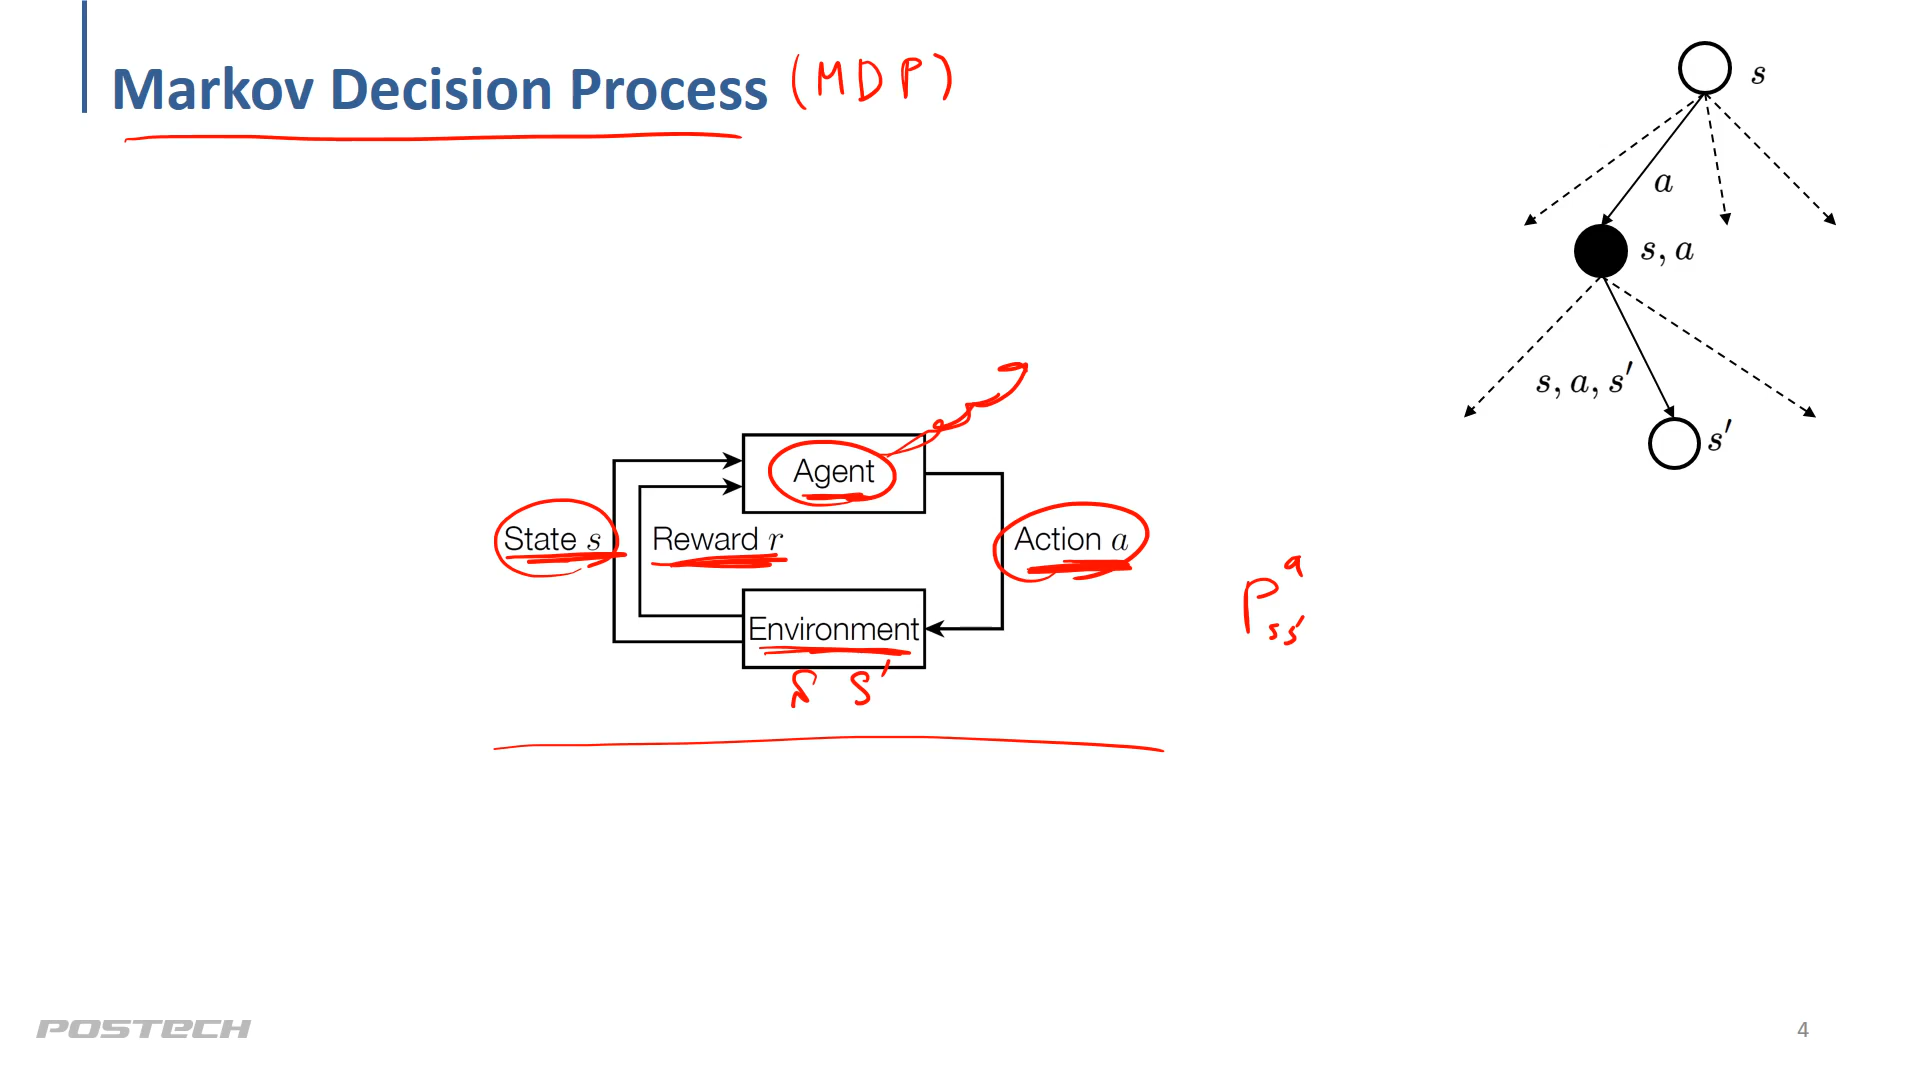 Markov Decision Process (MDP)
s
a
s, a
s, a, s′
s′
Agent
State s
Reward r
Action a
Environment
s′
P^a_ss′
POSTECH
4